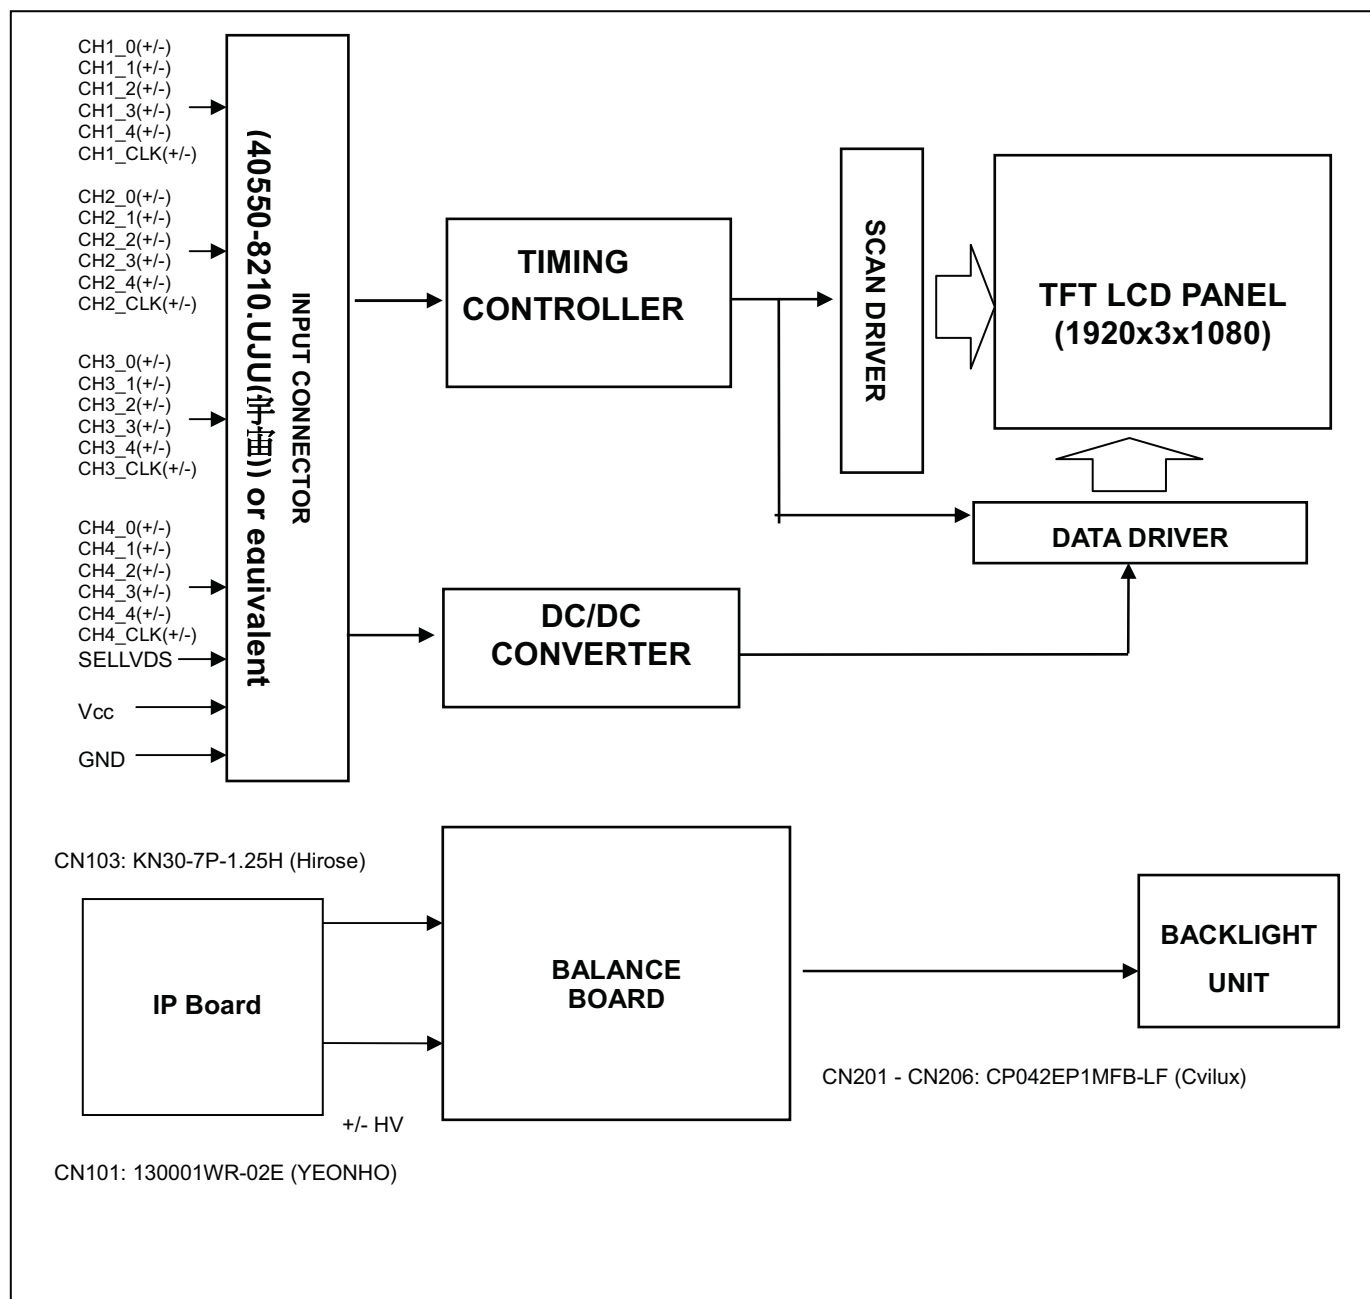 CH1_0(+/-)
CH1_1(+/-)
CH1_2(+/-)
CH1_3(+/-)
CH1_4(+/-)
CH1_CLK(+/-)
CH2_0(+/-)
CH2_1(+/-)
CH2_2(+/-)
CH2_3(+/-)
CH2_4(+/-)
CH2_CLK(+/-)
CH3_0(+/-)
CH3_1(+/-)
CH3_2(+/-)
CH3_3(+/-)
CH3_4(+/-)
CH3_CLK(+/-)
CH4_0(+/-)
CH4_1(+/-)
CH4_2(+/-)
CH4_3(+/-)
CH4_4(+/-)
CH4_CLK(+/-)
SELLVDS
Vcc
GND
INPUT CONNECTOR
(40550-8210.UJU( )) or equivalent
TIMING
CONTROLLER
SCAN DRIVER
TFT LCD PANEL
(1920x3x1080)
DATA DRIVER
DC/DC
CONVERTER
CN103: KN30-7P-1.25H (Hirose)
IP Board
BALANCE
BOARD
BACKLIGHT
UNIT
+/- HV
CN201 - CN206: CP042EP1MFB-LF (Cvilux)
CN101: 130001WR-02E (YEONHO)